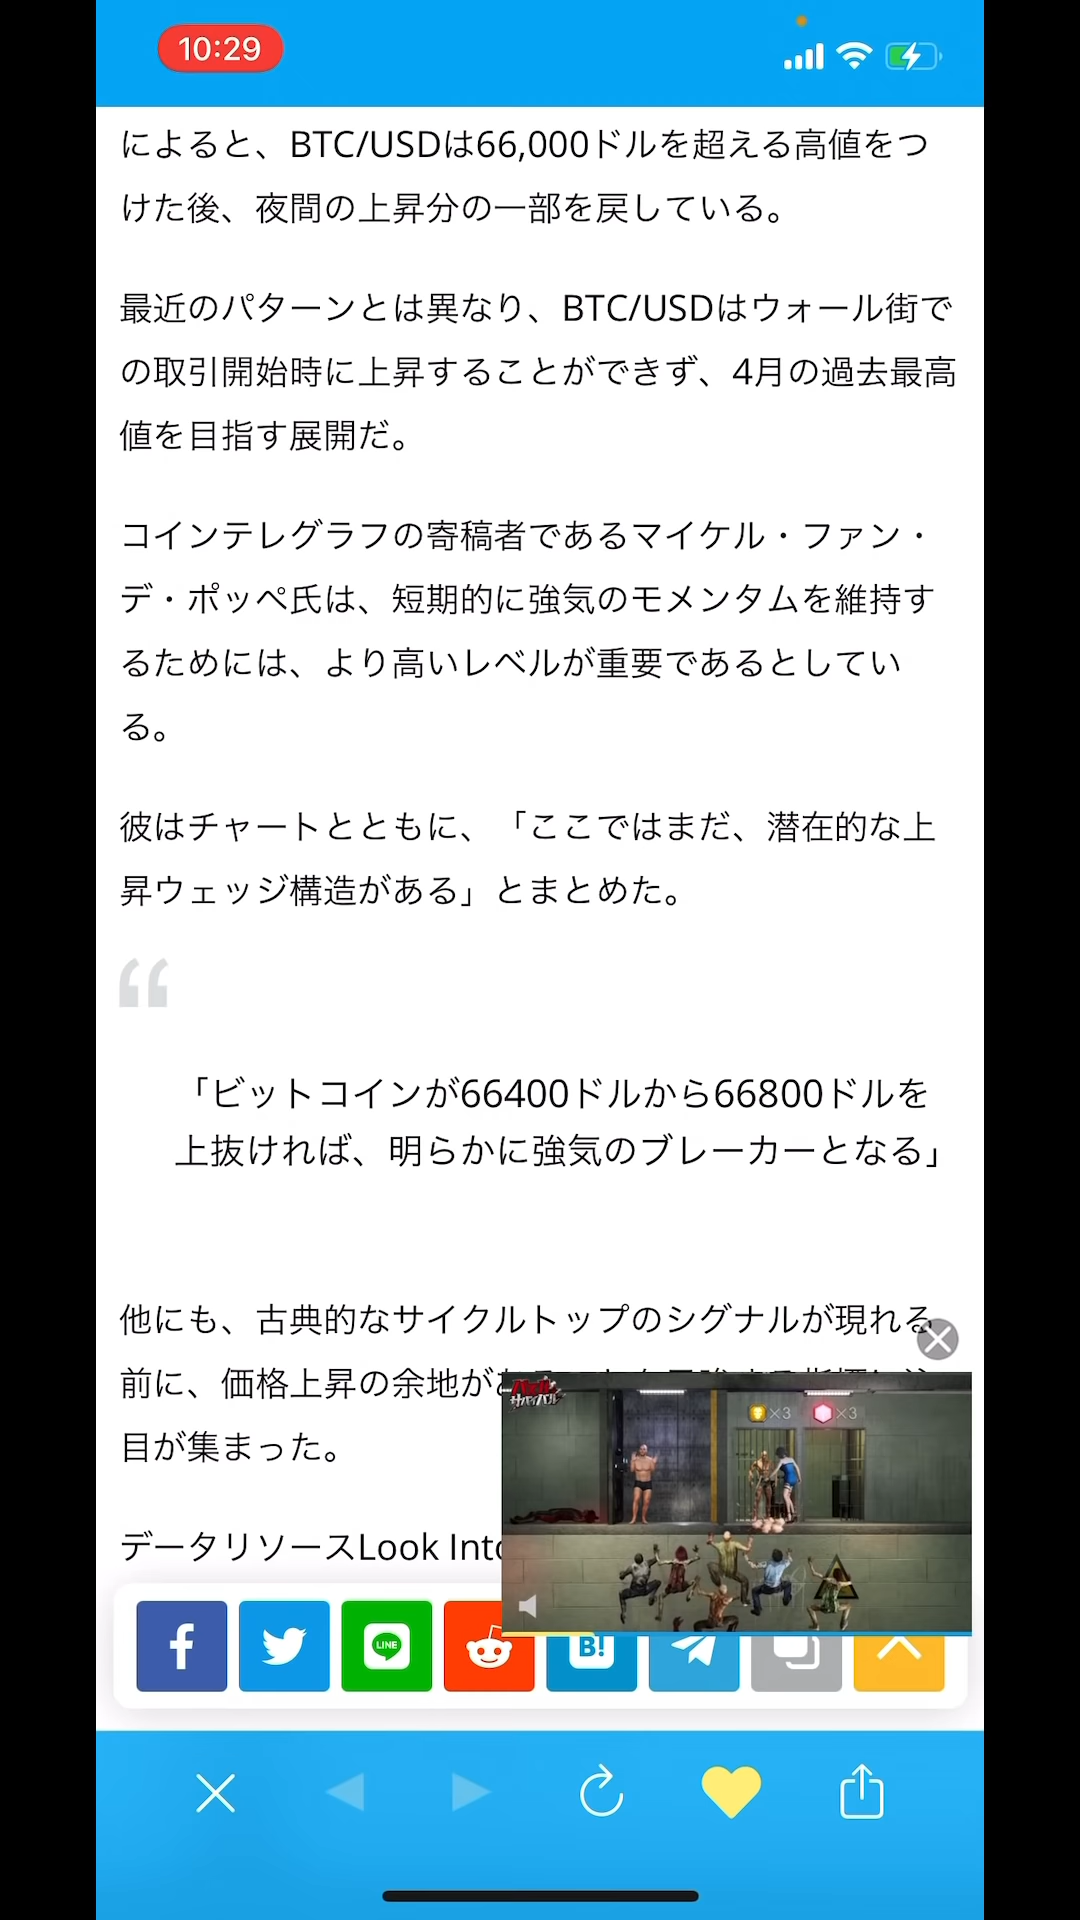 10:29
によると、BTC/USDは66,000ドルを超える高値をつ
けた後、夜間の上昇分の一部を戻している。
最近のパターンとは異なり、BTC/USDはウォール街で
の取引開始時に上昇することができず、4月の過去最高
値を目指す展開だ。
コインテレグラフの寄稿者であるマイケル・ファン・
デ・ポッペ氏は、短期的に強気のモメンタムを維持す
るためには、より高いレベルが重要であるとしてい
る。
彼はチャートとともに、「ここではまだ、潜在的な上
昇ウェッジ構造がある」とまとめた。
“
「ビットコインが66400ドルから66800ドルを
上抜ければ、明らかに強気のブレーカーとなる」
他にも、古典的なサイクルトップのシグナルが現れる
前に、価格上昇の余地が
目が集まった。
データリソースLook Into
サバイバル
×3
×3
LINE
B!